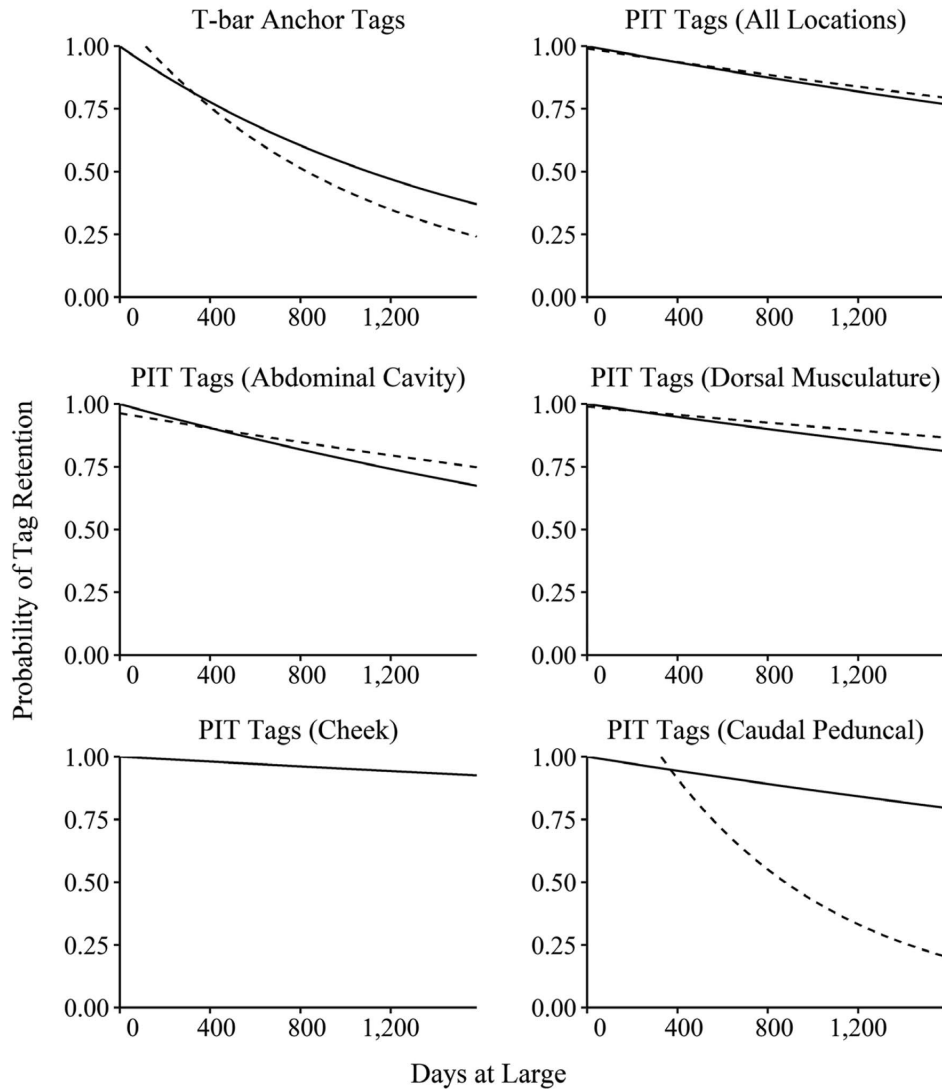 T-bar Anchor Tags
1.00
0.75
0.50
0.25
0.00
0 400 800 1,200
PIT Tags (All Locations)
1.00
0.75
0.50
0.25
0.00
0 400 800 1,200
PIT Tags (Abdominal Cavity)
1.00
0.75
0.50
0.25
0.00
0 400 800 1,200
PIT Tags (Dorsal Musculature)
1.00
0.75
0.50
0.25
0.00
0 400 800 1,200
PIT Tags (Cheek)
1.00
0.75
0.50
0.25
0.00
0 400 800 1,200
PIT Tags (Caudal Peduncal)
1.00
0.75
0.50
0.25
0.00
0 400 800 1,200
Probability of Tag Retention
Days at Large